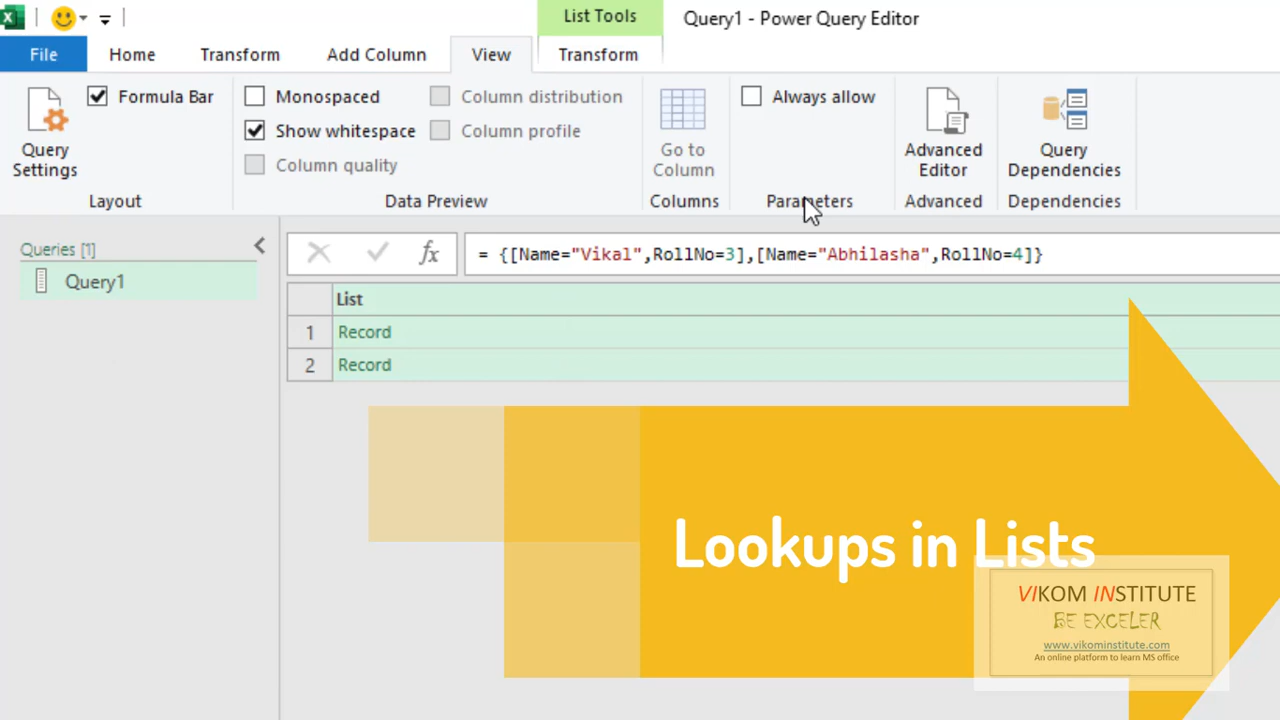 List Tools
Query1 - Power Query Editor
File
Home
Transform
Add Column
View
Transform
Formula Bar
Monospaced
Column distribution
Always allow
Show whitespace
Column profile
Query
Settings
Column quality
Go to
Column
Advanced
Editor
Query
Dependencies
Layout
Data Preview
Columns
Parameters
Advanced
Dependencies
Queries [1]
fx
= {[Name="Vikal",RollNo=3],[Name="Abhilasha",RollNo=4]}
Query1
List
1 Record
2 Record
Lookups in Lists
VIKOM INSTITUTE
BE EXCELER
www.vikominstitute.com
An online platform to learn MS office